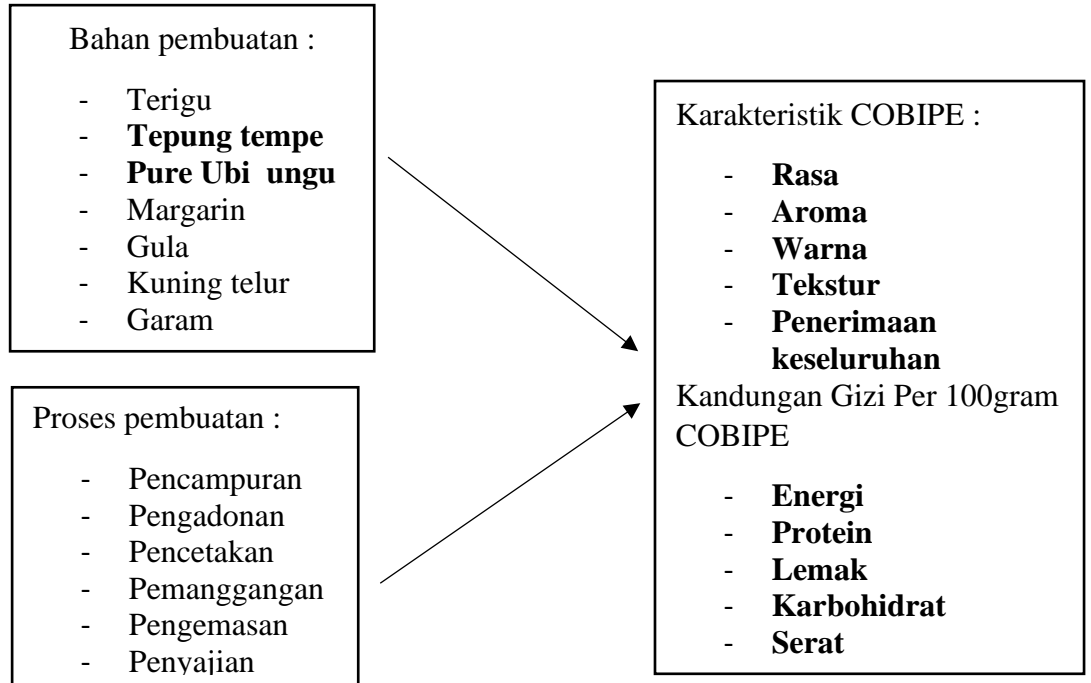 Bahan pembuatan :
- Terigu
- Tepung tempe
- Pure Ubi ungu
- Margarin
- Gula
- Kuning telur
- Garam
Proses pembuatan :
- Pencampuran
- Pengadonan
- Pencetakan
- Pemanggangan
- Pengemasan
- Penyajian
Karakteristik COBIPE :
- Rasa
- Aroma
- Warna
- Tekstur
- Penerimaan
keseluruhan
Kandungan Gizi Per 100gram
COBIPE
- Energi
- Protein
- Lemak
- Karbohidrat
- Serat